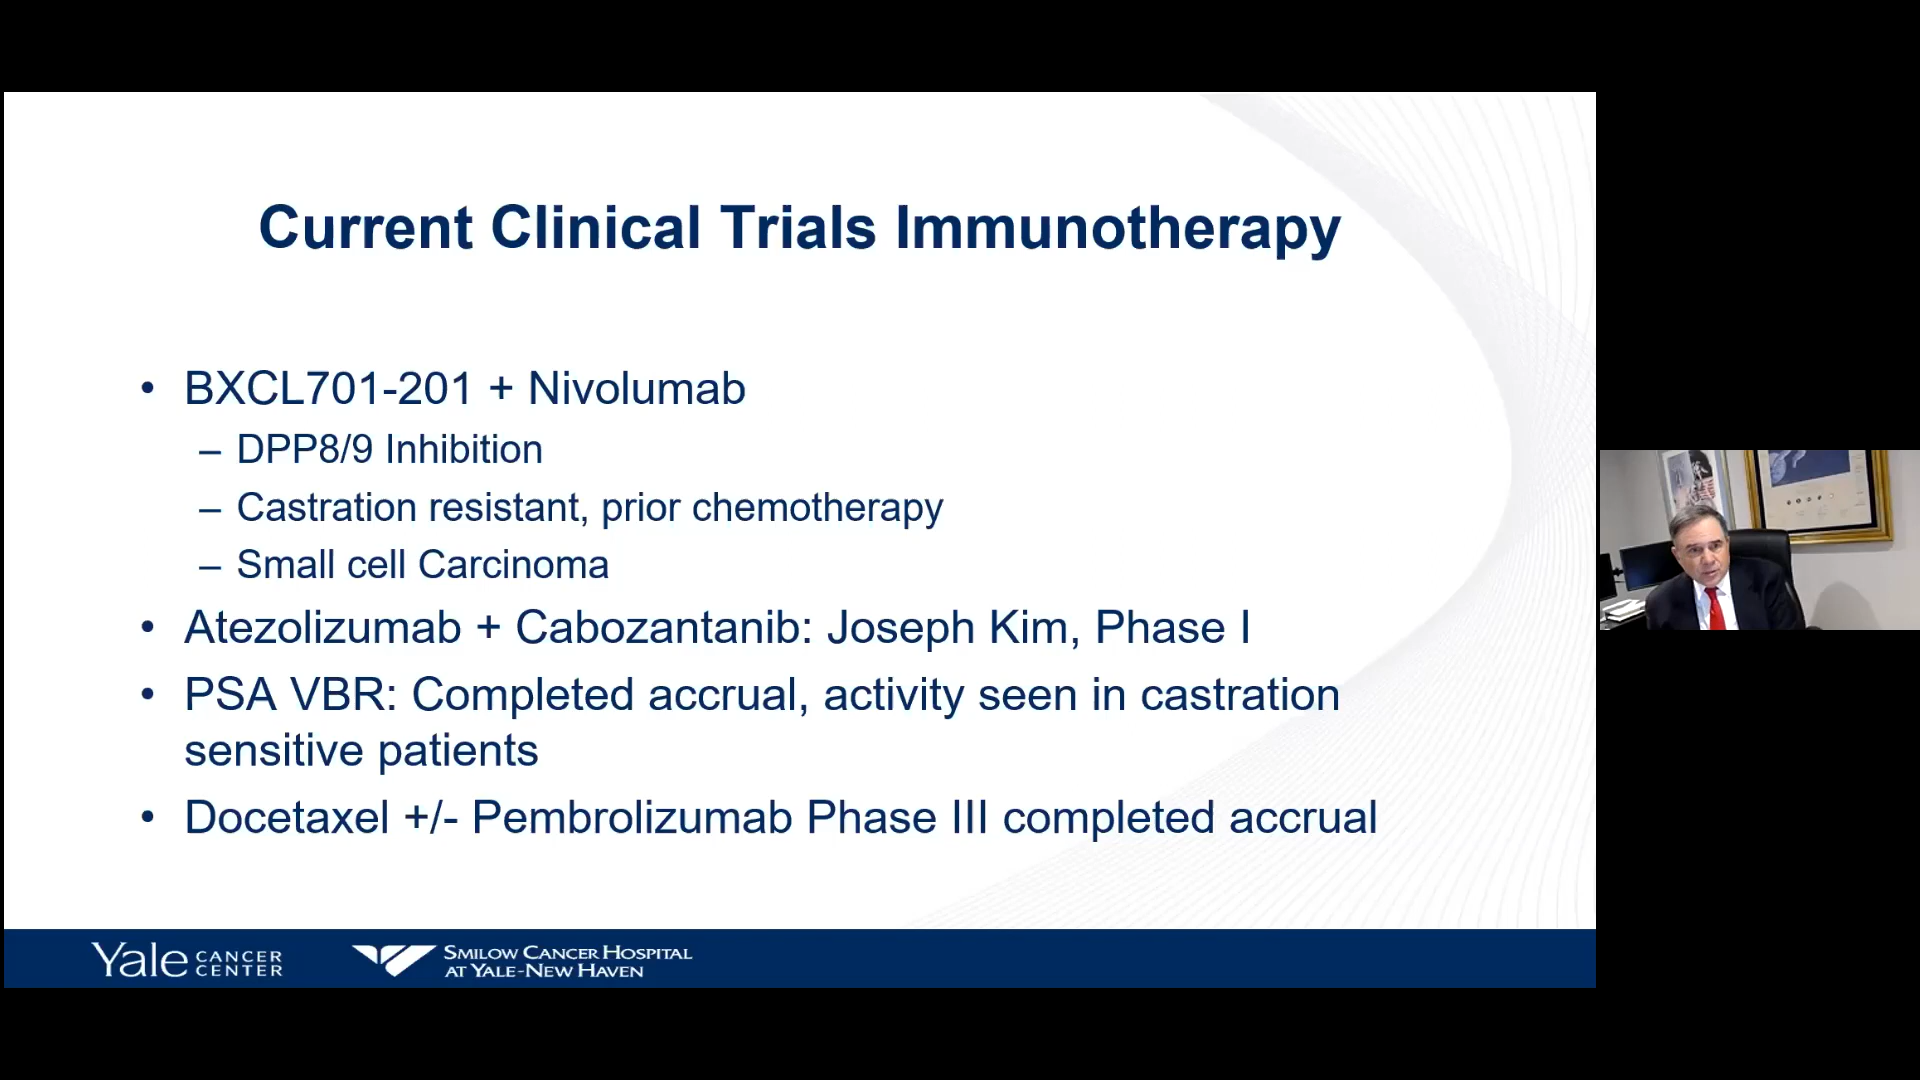 Current Clinical Trials Immunotherapy
• BXCL701-201 + Nivolumab
– DPP8/9 Inhibition
– Castration resistant, prior chemotherapy
– Small cell Carcinoma
• Atezolizumab + Cabozantanib: Joseph Kim, Phase I
• PSA VBR: Completed accrual, activity seen in castration
sensitive patients
• Docetaxel +/- Pembrolizumab Phase III completed accrual
Yale CANCER CENTER
SMILOW CANCER HOSPITAL
AT YALE-NEW HAVEN